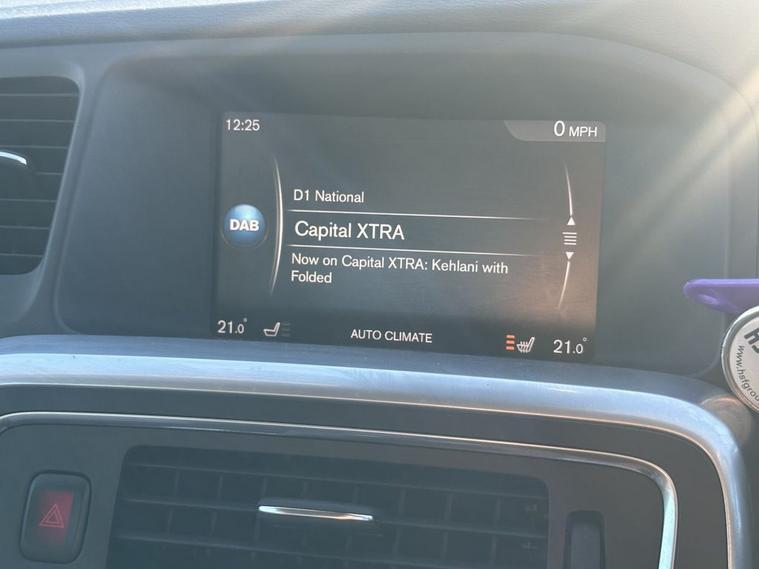 12:25
0 MPH
D1 National
DAB
Capital XTRA
Now on Capital XTRA: Kehlani with
Folded
21.0°
AUTO CLIMATE
21.0°